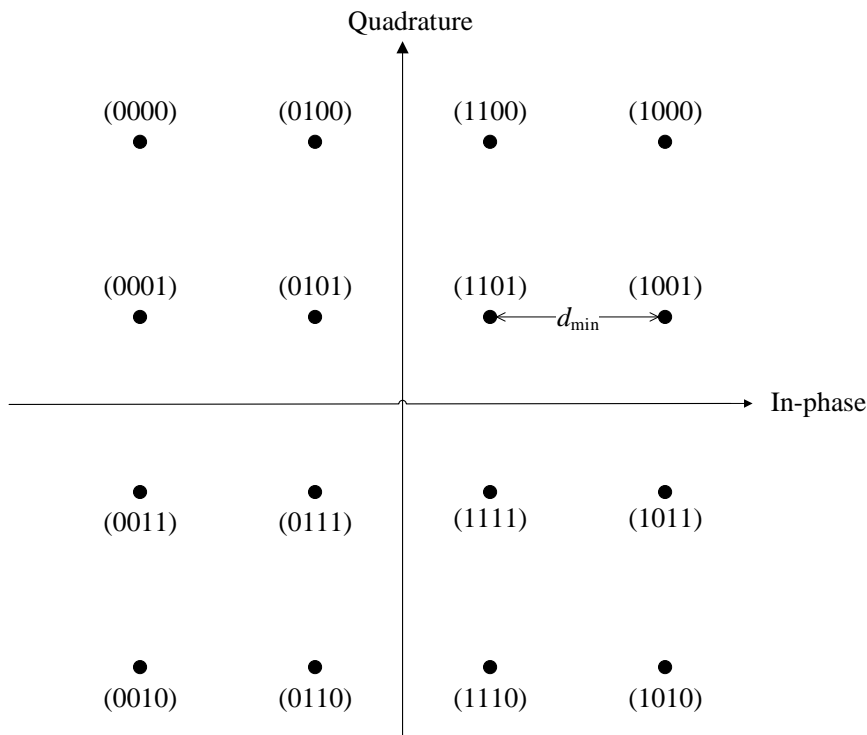 Quadrature
(0000) (0100) (1100) (1000)
(0001) (0101) (1101) (1001)
dmin
In-phase
(0011) (0111) (1111) (1011)
(0010) (0110) (1110) (1010)